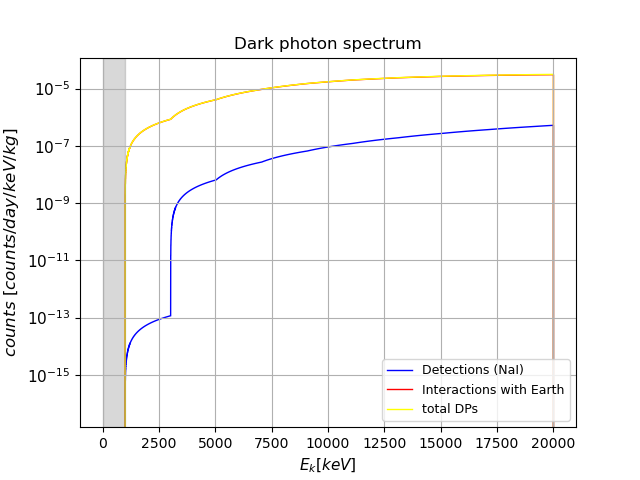 Dark photon spectrum
counts [counts/day/keV/kg]
10⁻⁵
10⁻⁷
10⁻⁹
10⁻¹¹
10⁻¹³
10⁻¹⁵
Detections (NaI)
Interactions with Earth
total DPs
0 2500 5000 7500 10000 12500 15000 17500 20000
Eₖ[keV]